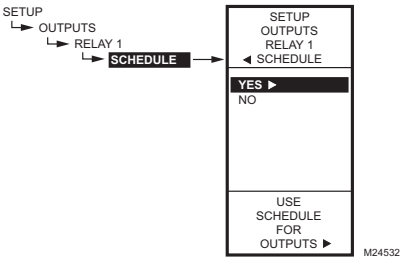 SETUP
OUTPUTS
RELAY 1
SCHEDULE
SETUP
OUTPUTS
RELAY 1
◄ SCHEDULE
YES ►
NO
USE
SCHEDULE
FOR
OUTPUTS ►
M24532